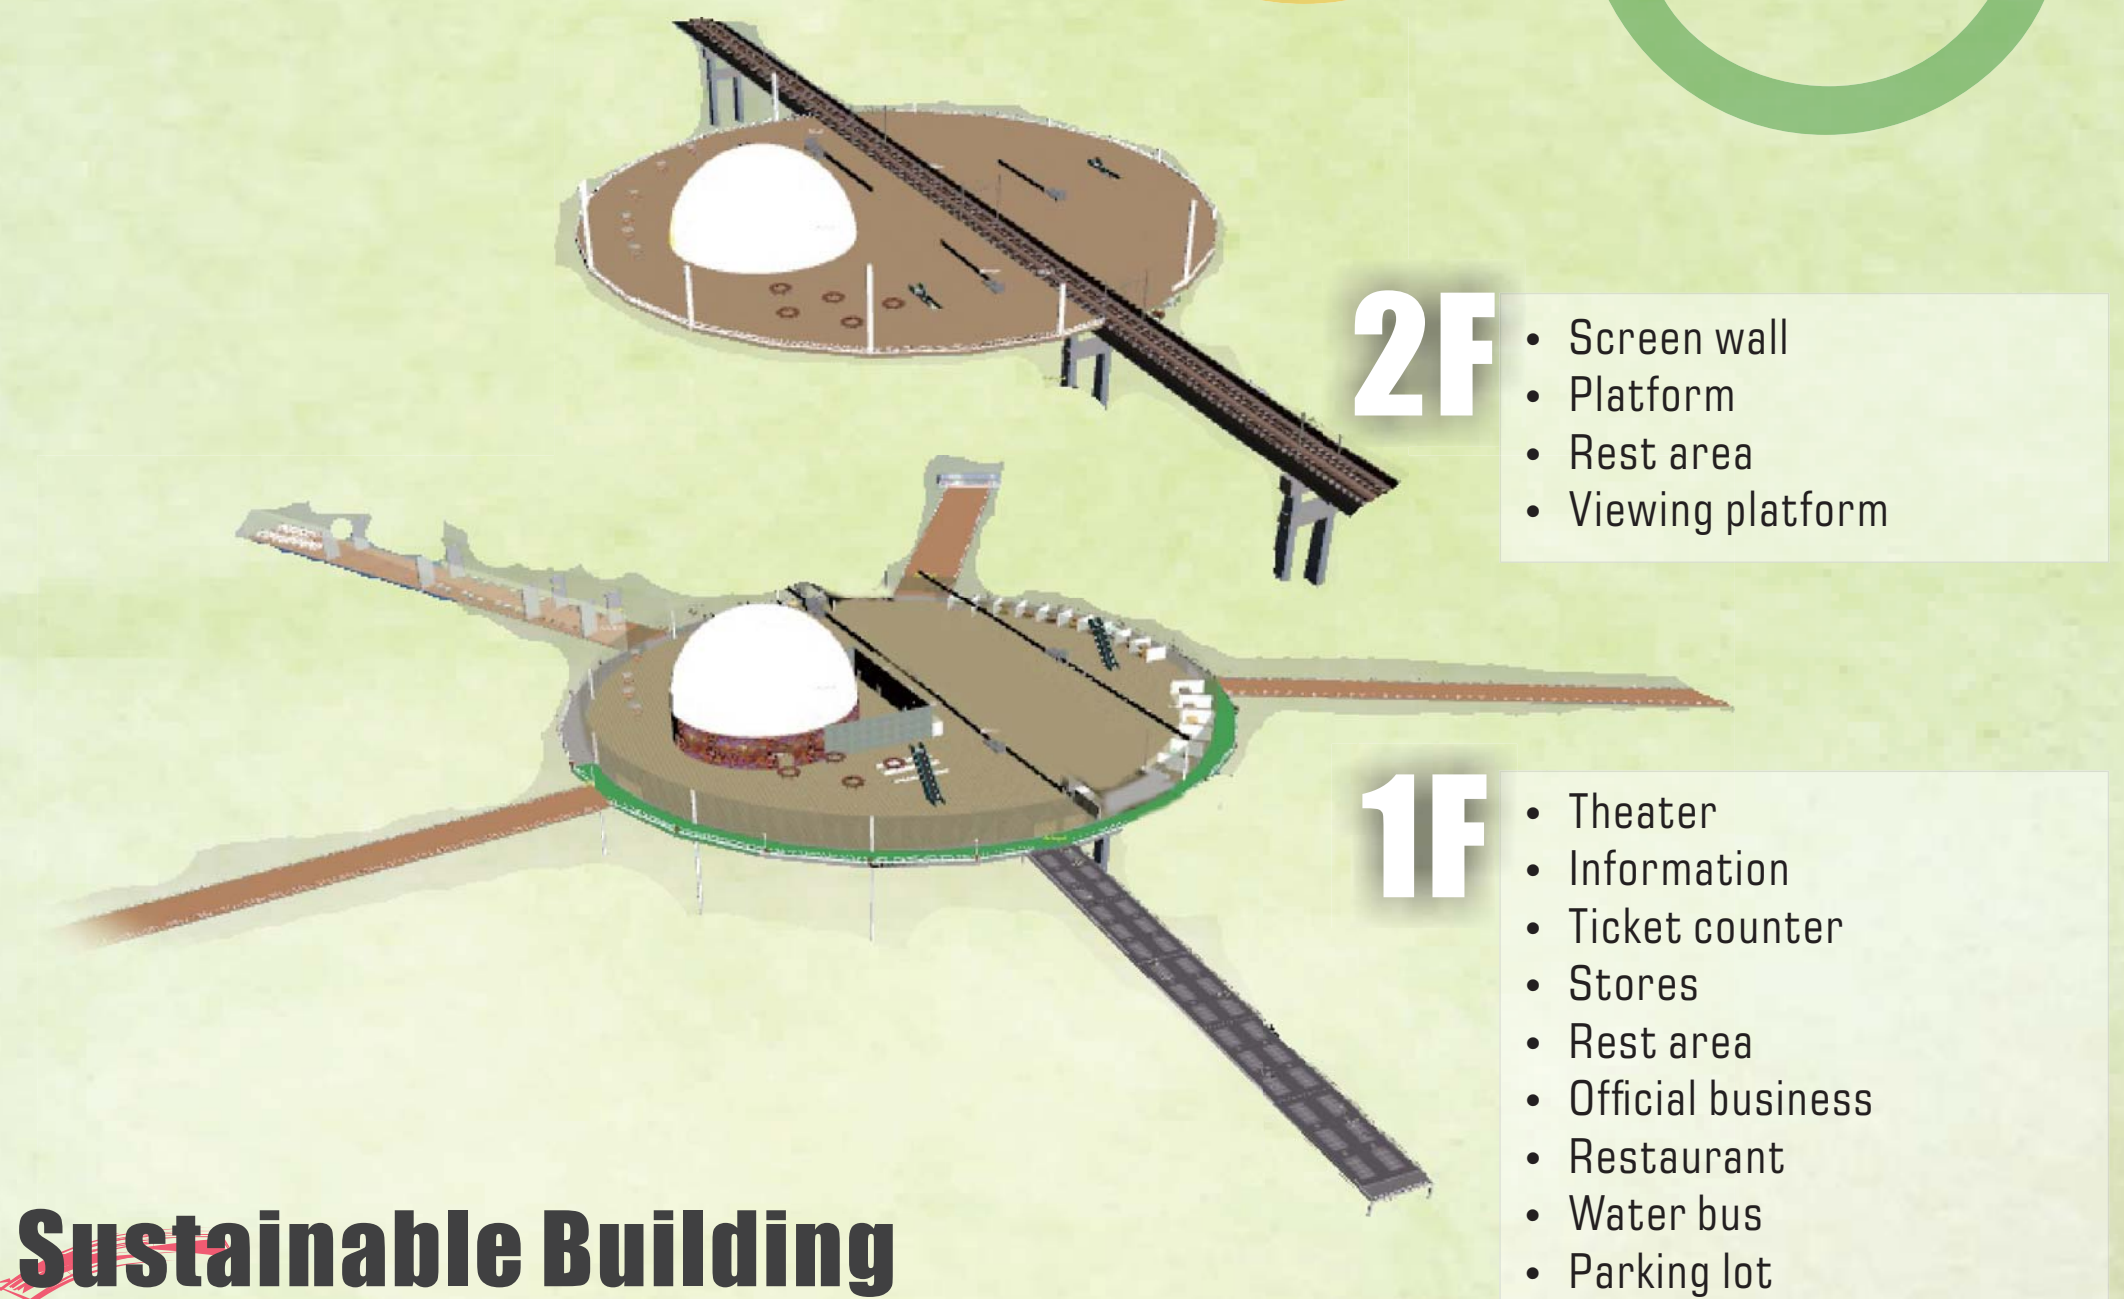 2F
• Screen wall
• Platform
• Rest area
• Viewing platform
1F
• Theater
• Information
• Ticket counter
• Stores
• Rest area
• Official business
• Restaurant
• Water bus
• Parking lot
Sustainable Building